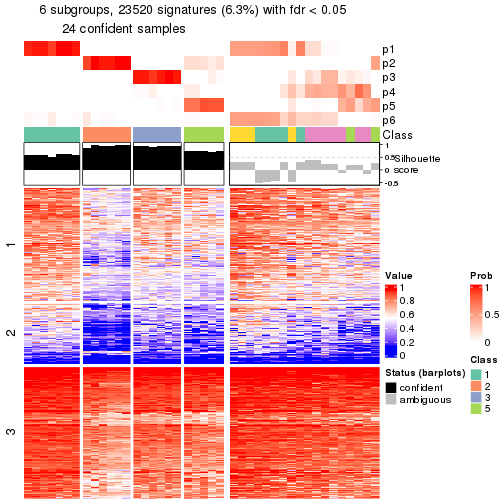 6 subgroups, 23520 signatures (6.3%) with fdr < 0.05
24 confident samples
p1
p2
p3
p4
p5
p6
Class
1
0.5
0
-0.5
Silhouette
score
1
2
3
Value
1
0.8
0.6
0.4
0.2
0
Prob
1
0.5
0
Status (barplots)
confident
ambiguous
Class
1
2
3
5